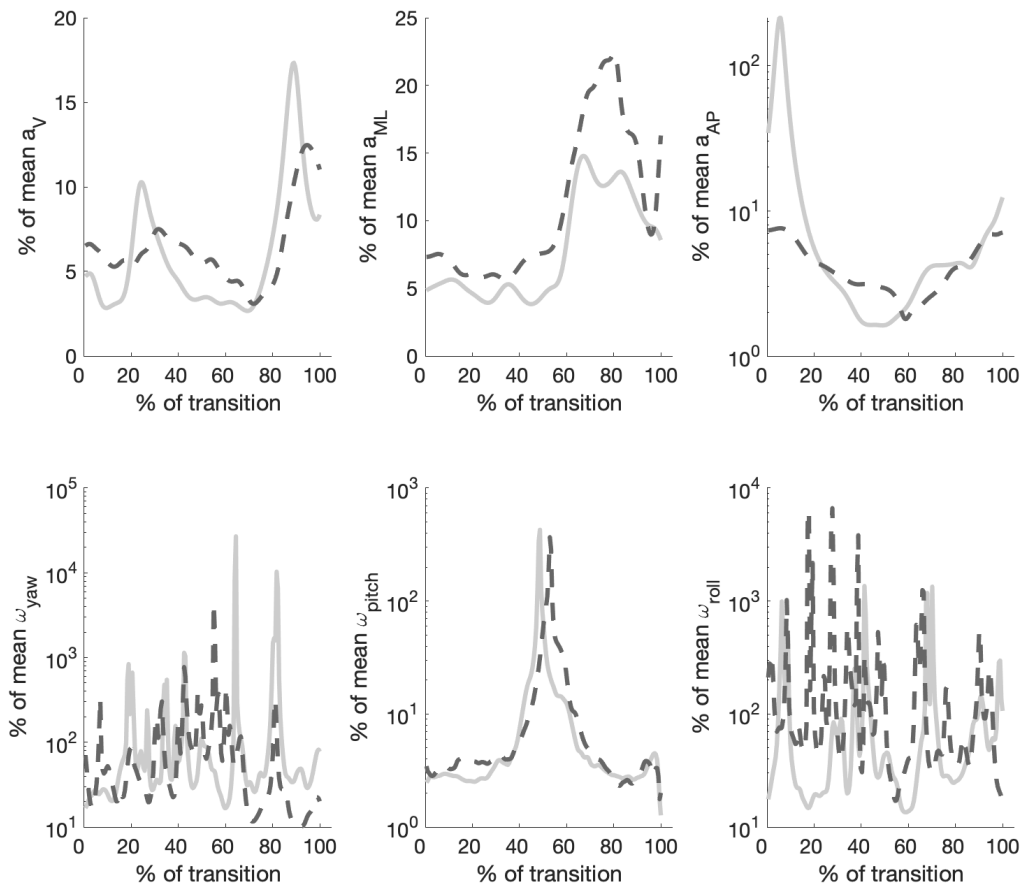 20
15
10
5
0
% of mean a_V
0 20 40 60 80 100
% of transition
25
20
15
10
5
0
% of mean a_ML
0 20 40 60 80 100
% of transition
10^2
10^1
10^0
% of mean a_AP
0 20 40 60 80 100
% of transition
10^5
10^4
10^3
10^2
10^1
% of mean ω_yaw
0 20 40 60 80 100
% of transition
10^3
10^2
10^1
10^0
% of mean ω_pitch
0 20 40 60 80 100
% of transition
10^4
10^3
10^2
10^1
% of mean ω_roll
0 20 40 60 80 100
% of transition